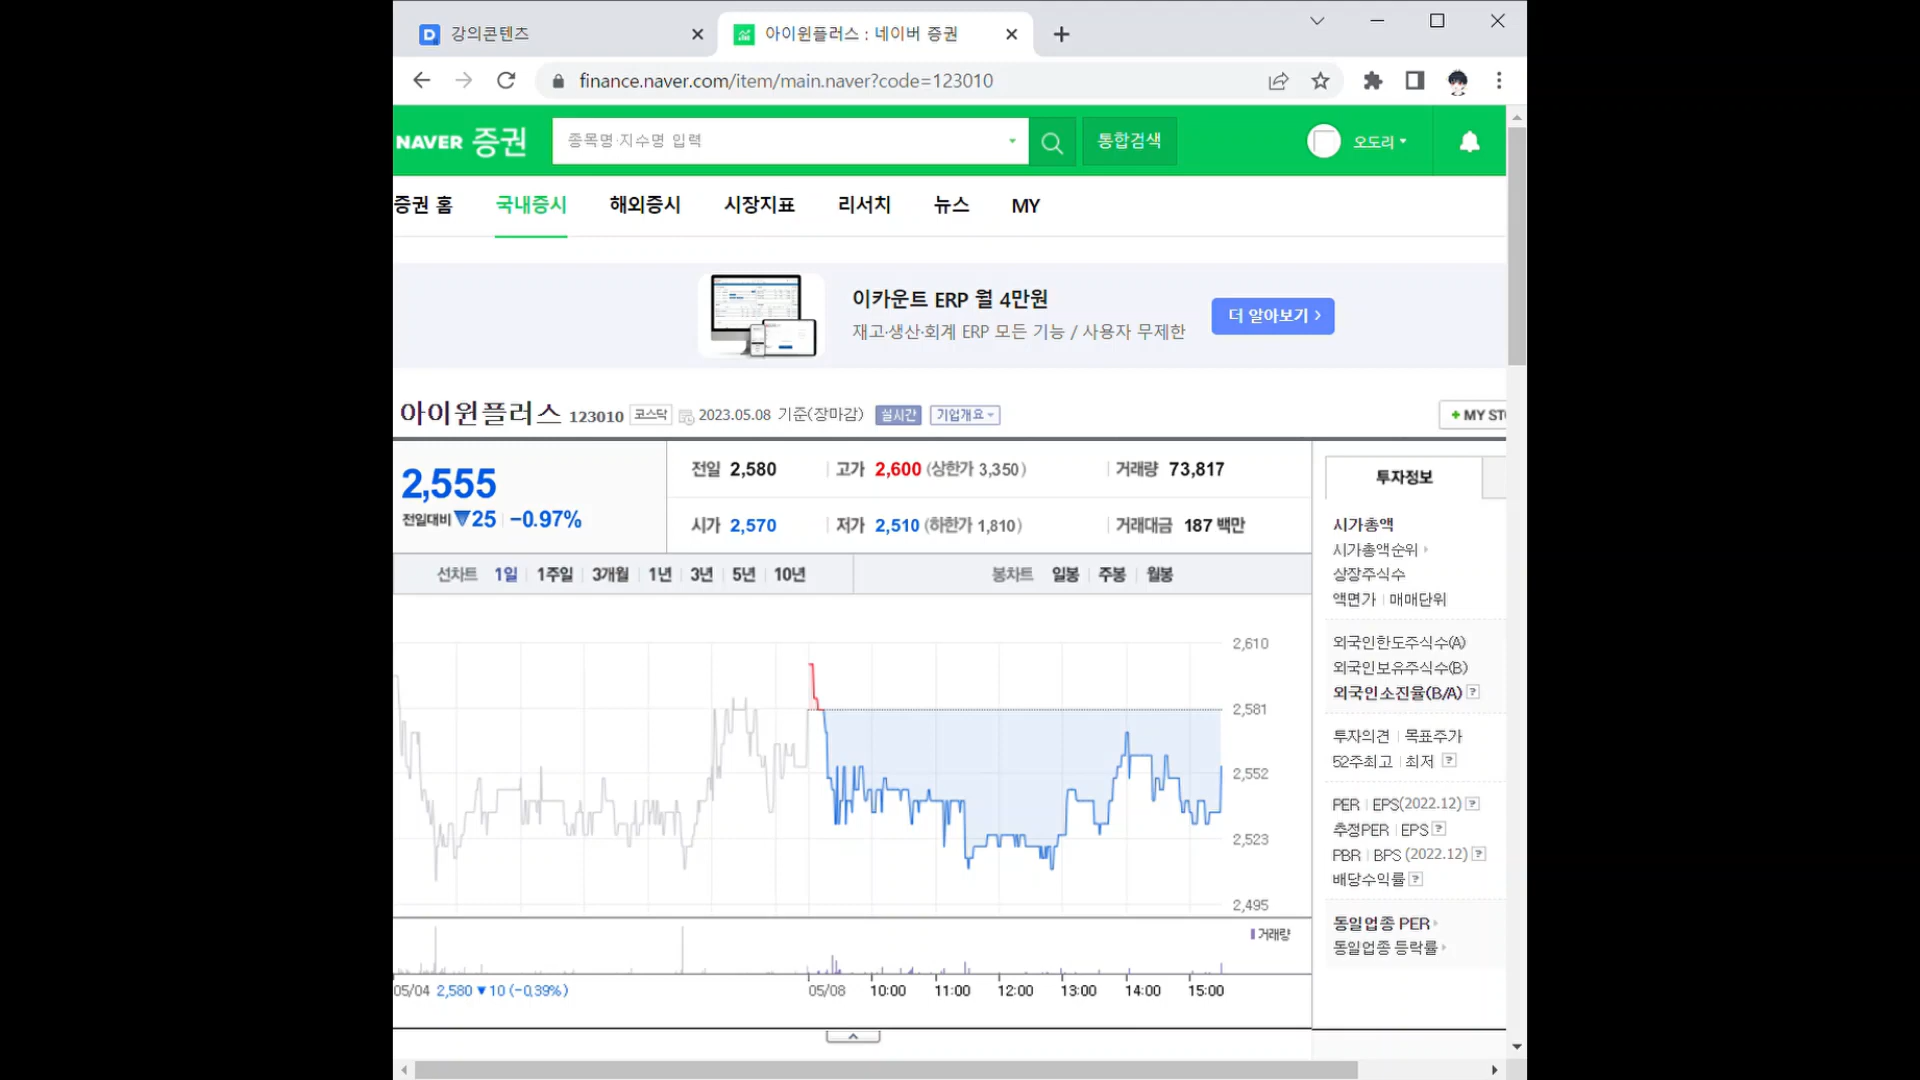 강의콘텐츠
아이윈플러스 : 네이버 증권
finance.naver.com/item/main.naver?code=123010
NAVER 증권
종목명·지수명 입력
통합검색
오도리
증권 홈 국내증시 해외증시 시장지표 리서치 뉴스 MY
이카운트 ERP 월 4만원
재고·생산·회계 ERP 모든 기능 / 사용자 무제한
더 알아보기 >
아이윈플러스 123010 코스닥 2023.05.08 기준(장마감) 실시간 기업개요
+ MY STO
2,555
전일대비 ▼25 -0.97%
전일 2,580 고가 2,600 (상한가 3,350) 거래량 73,817
시가 2,570 저가 2,510 (하한가 1,810) 거래대금 187 백만
선차트 1일 1주일 3개월 1년 3년 5년 10년
봉차트 일봉 주봉 월봉
2,610
2,581
2,552
2,523
2,495
거래량
05/04 2,580 ▼10 (-0.39%)
05/08 10:00 11:00 12:00 13:00 14:00 15:00
투자정보
시가총액
시가총액순위
상장주식수
액면가 | 매매단위
외국인한도주식수(A)
외국인보유주식수(B)
외국인소진율(B/A) ?
투자의견 | 목표주가
52주최고 | 최저 ?
PER | EPS(2022.12) ?
추정PER | EPS ?
PBR | BPS (2022.12) ?
배당수익률 ?
동일업종 PER
동일업종 등락률